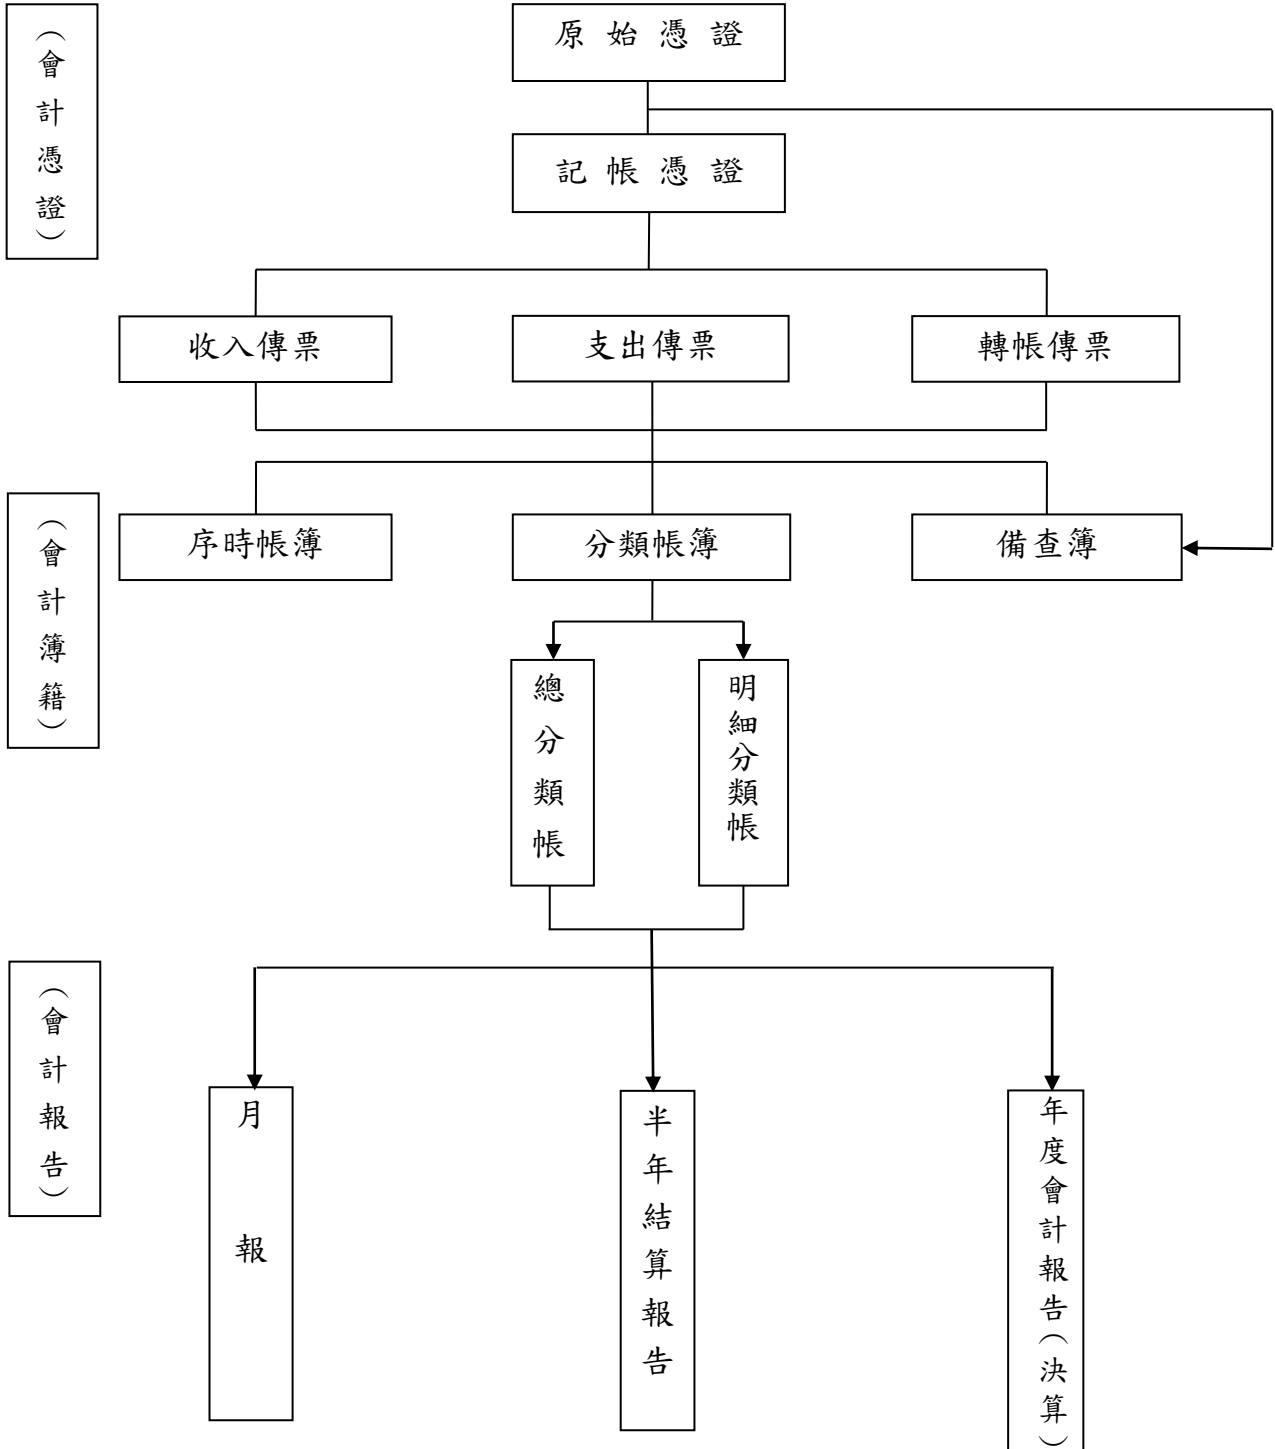 （會計憑證）
原始憑證
記帳憑證
收入傳票
支出傳票
轉帳傳票
（會計簿籍）
序時帳簿
分類帳簿
備查簿
總分類帳
明細分類帳
（會計報告）
月報
半年結算報告
年度會計報告（決算）